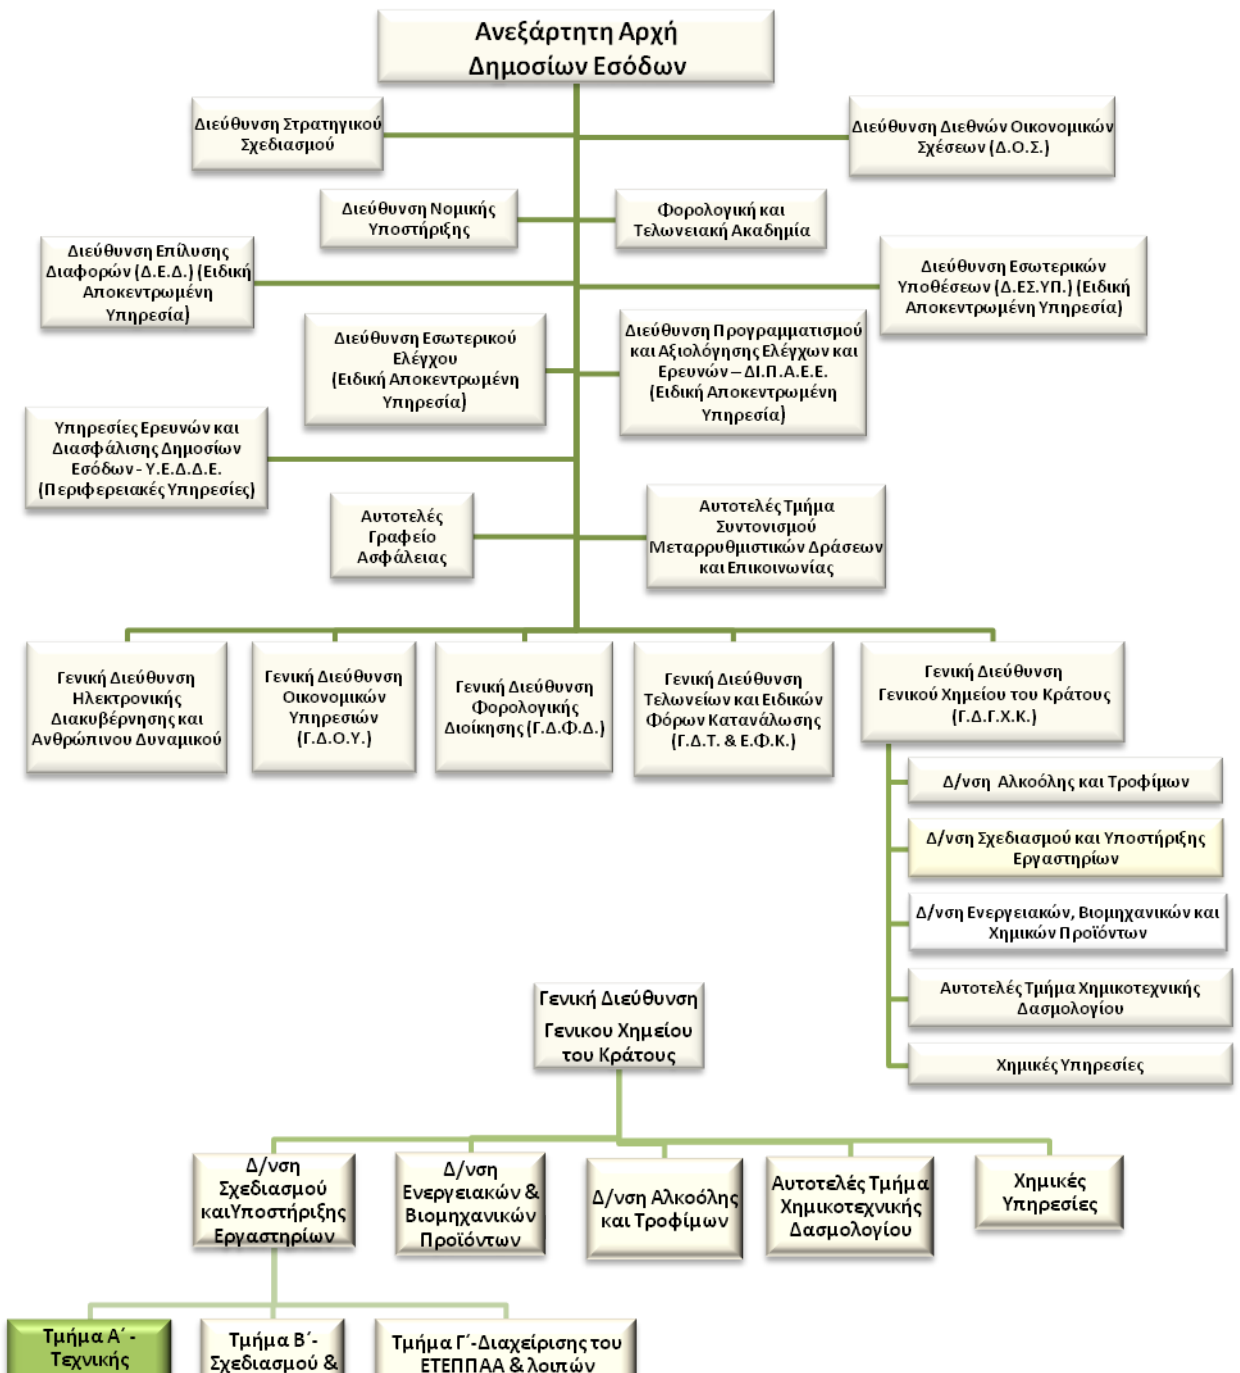 Ανεξάρτητη Αρχή
Δημοσίων Εσόδων
Διεύθυνση Στρατηγικού
Σχεδιασμού
Διεύθυνση Διεθνών Οικονομικών
Σχέσεων (Δ.Ο.Σ.)
Διεύθυνση Νομικής
Υποστήριξης
Φορολογική και
Τελωνειακή Ακαδημία
Διεύθυνση Επίλυσης
Διαφορών (Δ.Ε.Δ.) (Ειδική
Αποκεντρωμένη
Υπηρεσία)
Διεύθυνση Εσωτερικών
Υποθέσεων (Δ.ΕΣ.ΥΠ.) (Ειδική
Αποκεντρωμένη Υπηρεσία)
Διεύθυνση Εσωτερικού
Ελέγχου
(Ειδική Αποκεντρωμένη
Υπηρεσία)
Διεύθυνση Προγραμματισμού
και Αξιολόγησης Ελέγχων και
Ερευνών – ΔΙ.Π.Α.Ε.Ε.
(Ειδική Αποκεντρωμένη
Υπηρεσία)
Υπηρεσίες Ερευνών και
Διασφάλισης Δημοσίων
Εσόδων - Υ.Ε.Δ.Δ.Ε.
(Περιφερειακές Υπηρεσίες)
Αυτοτελές
Γραφείο
Ασφάλειας
Αυτοτελές Τμήμα
Συντονισμού
Μεταρρυθμιστικών Δράσεων
και Επικοινωνίας
Γενική Διεύθυνση
Ηλεκτρονικής
Διακυβέρνησης και
Ανθρώπινου Δυναμικού
Γενική Διεύθυνση
Οικονομικών
Υπηρεσιών
(Γ.Δ.Ο.Υ.)
Γενική Διεύθυνση
Φορολογικής
Διοίκησης (Γ.Δ.Φ.Δ.)
Γενική Διεύθυνση
Τελωνείων και Ειδικών
Φόρων Κατανάλωσης
(Γ.Δ.Τ. & Ε.Φ.Κ.)
Γενική Διεύθυνση
Γενικού Χημείου του Κράτους
(Γ.Δ.Γ.Χ.Κ.)
Δ/νση Αλκοόλης και Τροφίμων
Δ/νση Σχεδιασμού και Υποστήριξης
Εργαστηρίων
Δ/νση Ενεργειακών, Βιομηχανικών και
Χημικών Προϊόντων
Αυτοτελές Τμήμα Χημικοτεχνικής
Δασμολογίου
Χημικές Υπηρεσίες
Γενική Διεύθυνση
Γενικου Χημείου
του Κράτους
Δ/νση
Σχεδιασμού
καιΥποστήριξης
Εργαστηρίων
Δ/νση
Ενεργειακών &
Βιομηχανικών
Προϊόντων
Δ/νση Αλκοόλης
και Τροφίμων
Αυτοτελές Τμήμα
Χημικοτεχνικής
Δασμολογίου
Χημικές
Υπηρεσίες
Τμήμα Α΄ -
Τεχνικής
Τμήμα Β΄-
Σχεδιασμού &
Τμήμα Γ΄-Διαχείρισης του
ΕΤΕΠΠΑΑ & λοιπών